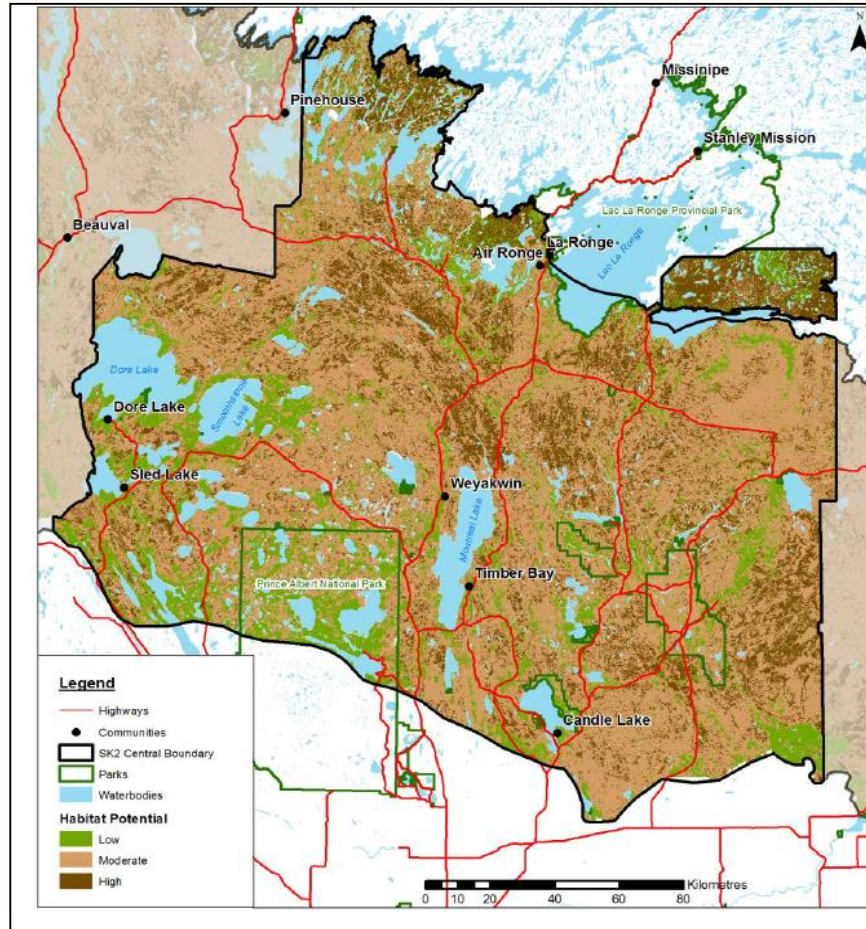 N
Missinipe
Pinehouse
Stanley Mission
Lac La Ronge Provincial Park
Beauval
La Ronge
Air Ronge
Lac La Ronge
Dore Lake
Smoothstone
Lake
Dore Lake
Sled Lake
Weyakwin
Montreal Lake
Timber Bay
Prince Albert National Park
Candle Lake
Legend
Highways
Communities
SK2 Central Boundary
Parks
Waterbodies
Habitat Potential
Low
Moderate
High
Kilometres
0 10 20 40 60 80